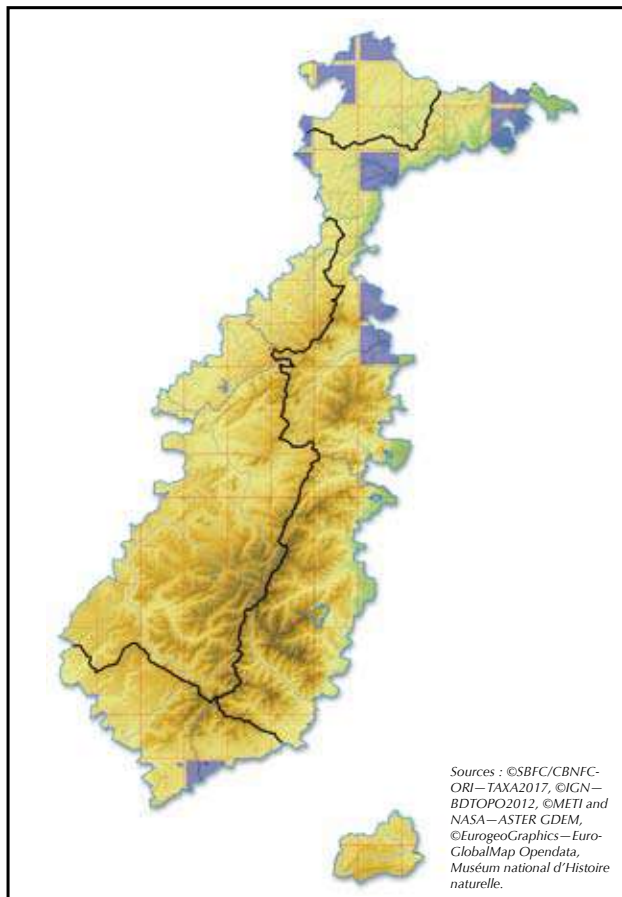 Sources : ©SBFC/CBNFC-
ORI—TAXA2017, ©IGN—
BDTOPO2012, ©METI and
NASA—ASTER GDEM,
©EurogeoGraphics—Euro-
GlobalMap Opendata,
Muséum national d'Histoire
naturelle.